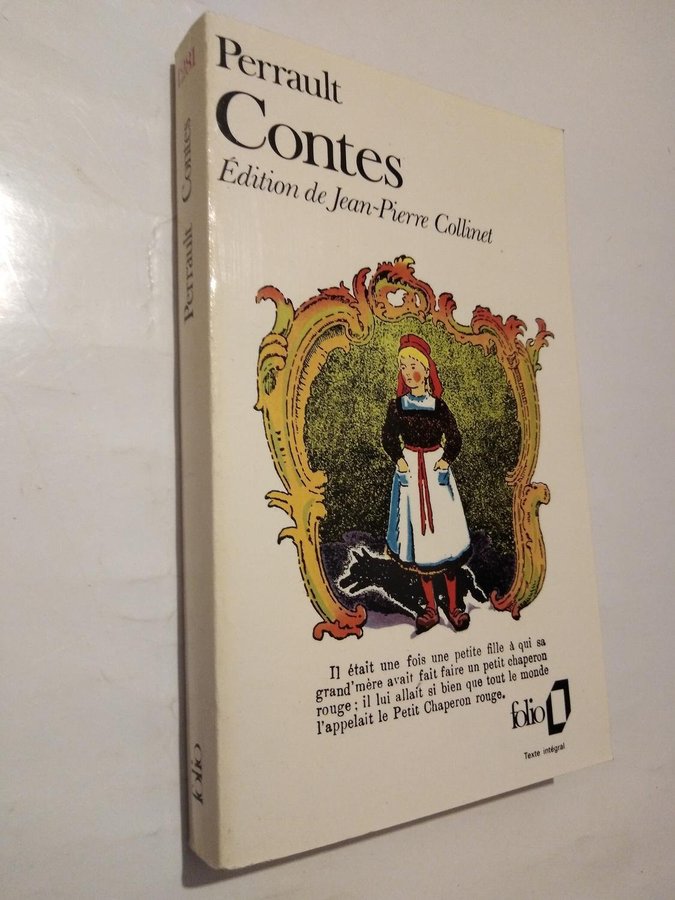 Perrault
Contes
Édition de Jean-Pierre Collinet
Il était une fois une petite fille à qui sa
grand'mère avait fait faire un petit chaperon
rouge ; il lui allait si bien que tout le monde
l'appelait le Petit Chaperon rouge.
folio
Texte intégral
Perrault Contes
folio